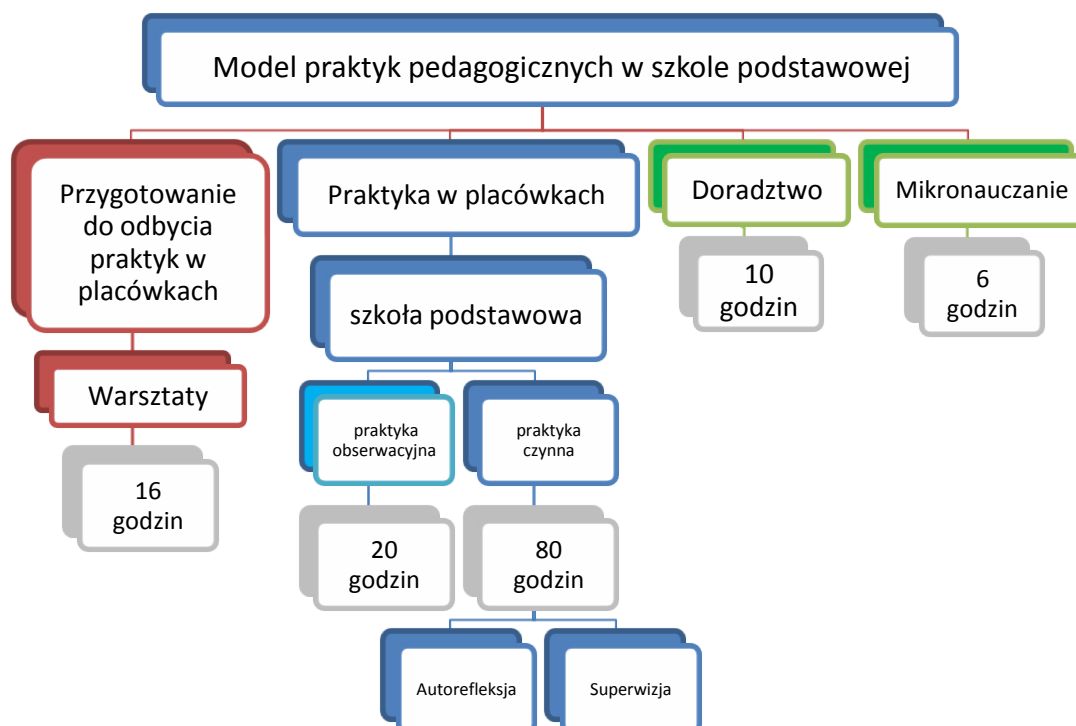 Model praktyk pedagogicznych w szkole podstawowej
Przygotowanie
do odbycia
praktyk w
placówkach
Praktyka w placówkach
Doradztwo
Mikronauczanie
10
godzin
6
godzin
szkoła podstawowa
Warsztaty
praktyka
obserwacyjna
praktyka
czynna
16
godzin
20
godzin
80
godzin
Autorefleksja
Superwizja